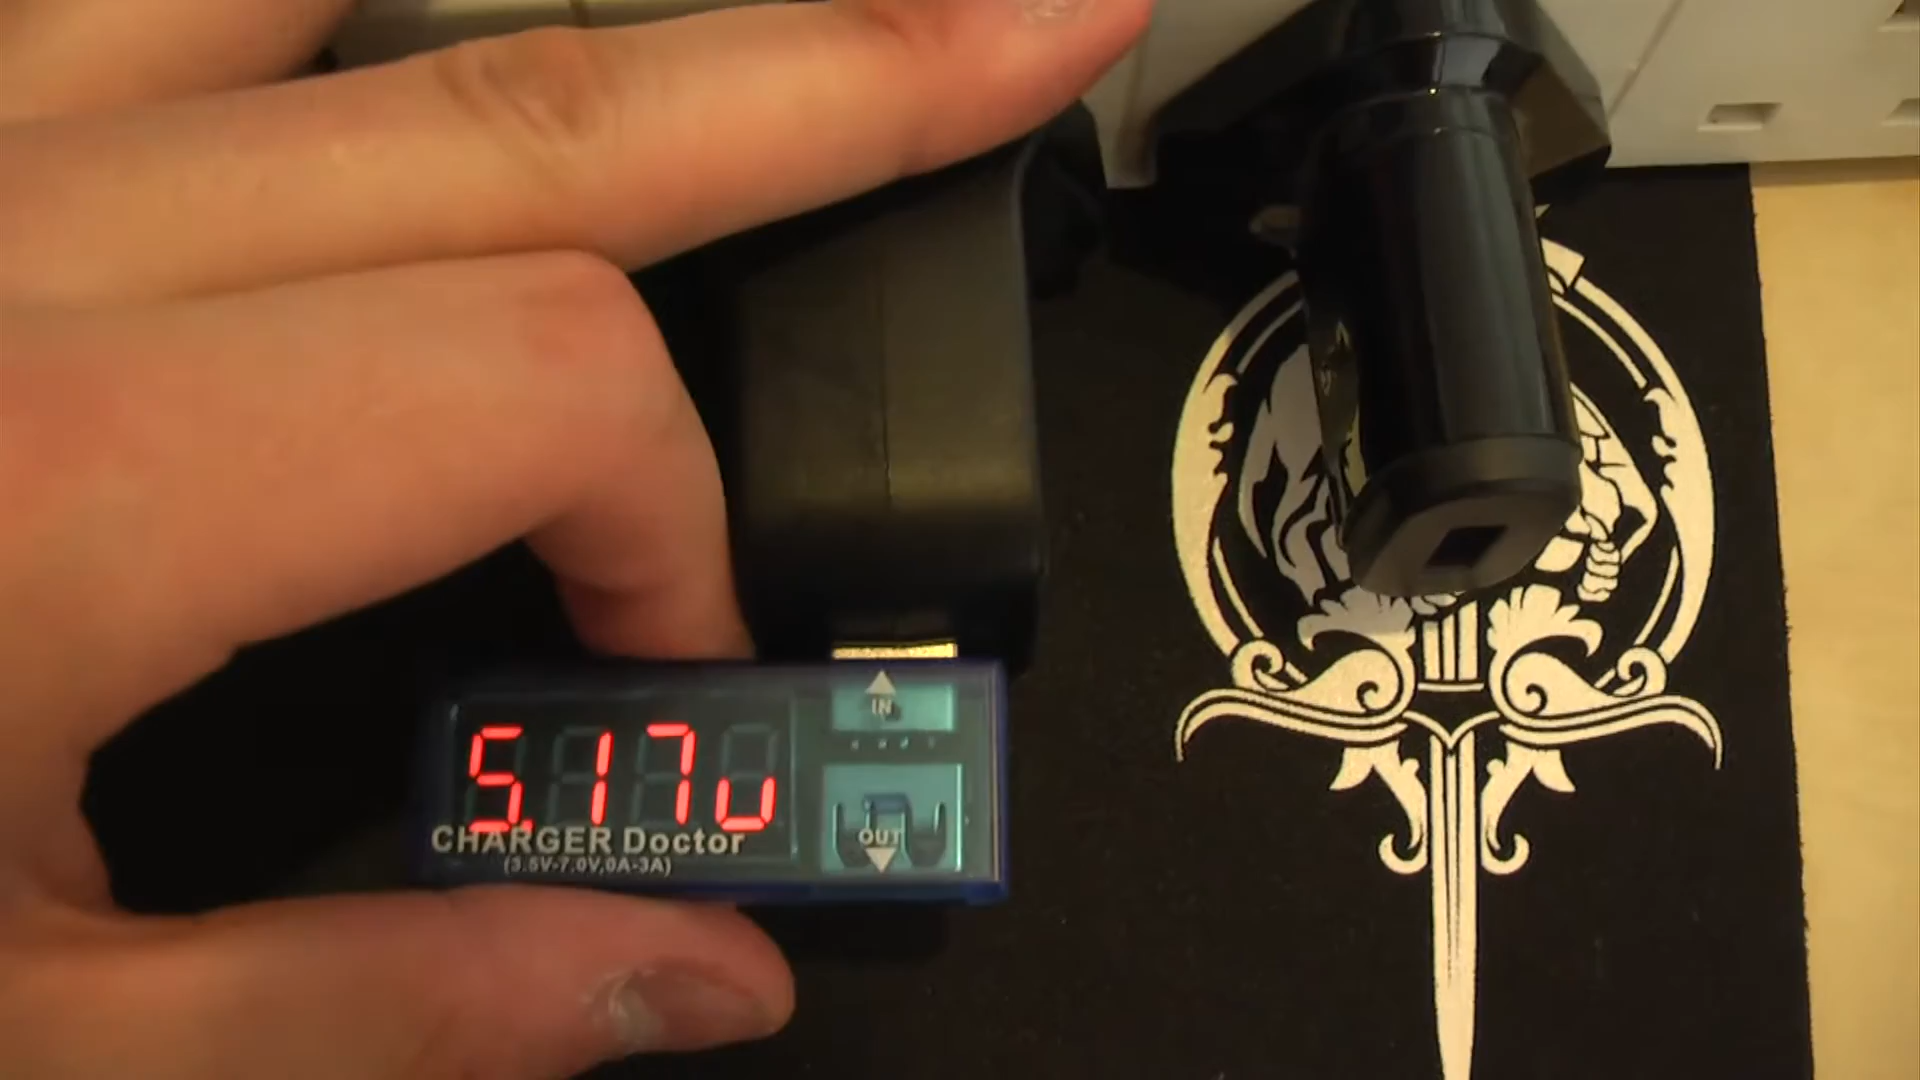 IN
5.17u
OUT
CHARGER Doctor
(3.5V-7.0V,0A-3A)